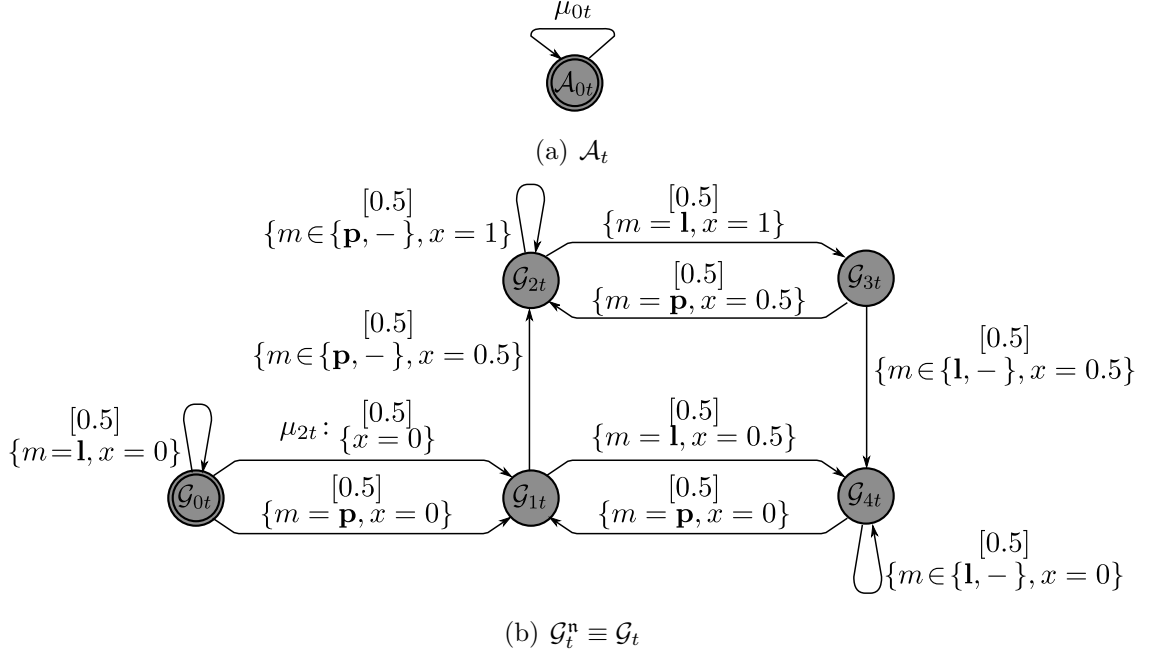 μ₀ₜ
𝒜₀ₜ
(a) 𝒜ₜ
[0.5]
{m∈{𝐩, −}, x = 1}
[0.5]
{m = 𝐥, x = 1}
𝒢₂ₜ
𝒢₃ₜ
[0.5]
{m = 𝐩, x = 0.5}
[0.5]
{m∈{𝐩, −}, x = 0.5}
[0.5]
{m∈{𝐥, −}, x = 0.5}
[0.5]
{m=𝐥, x = 0}
μ₂ₜ: [0.5]
{x = 0}
[0.5]
{m = 𝐥, x = 0.5}
𝒢₀ₜ
𝒢₁ₜ
𝒢₄ₜ
[0.5]
{m = 𝐩, x = 0}
[0.5]
{m = 𝐩, x = 0}
[0.5]
{m∈{𝐥, −}, x = 0}
(b) 𝒢ₜ^𝔫 ≡ 𝒢ₜ